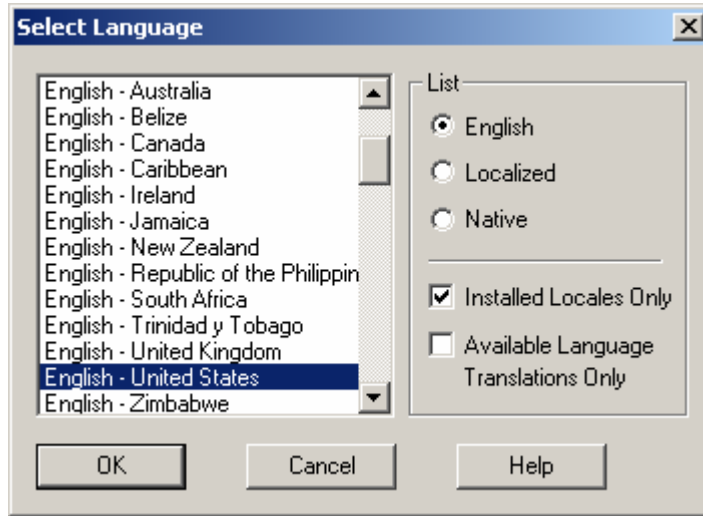 Select Language
English - Australia
English - Belize
English - Canada
English - Caribbean
English - Ireland
English - Jamaica
English - New Zealand
English - Republic of the Philippin
English - South Africa
English - Trinidad y Tobago
English - United Kingdom
English - United States
English - Zimbabwe
List
English
Localized
Native
Installed Locales Only
Available Language
Translations Only
OK
Cancel
Help